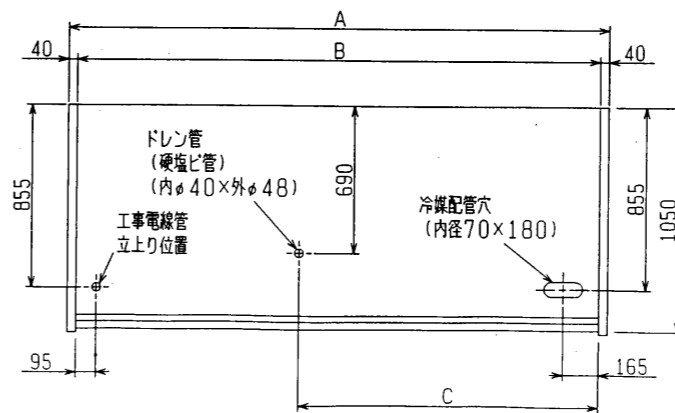 A
40
B
40
ドレン管
(硬塩ビ管)
(内φ40×外φ48)
690
855
工事電線管
立上り位置
冷媒配管穴
(内径70×180)
855
1050
95
165
C